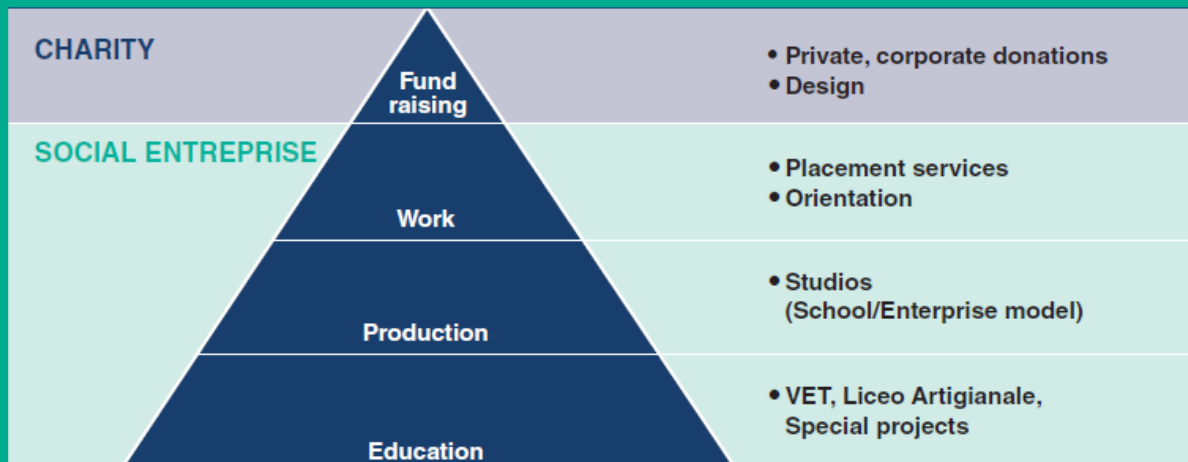 CHARITY
Fund
raising
• Private, corporate donations
• Design
SOCIAL ENTREPRISE
Work
• Placement services
• Orientation
Production
• Studios
(School/Enterprise model)
Education
• VET, Liceo Artigianale,
Special projects